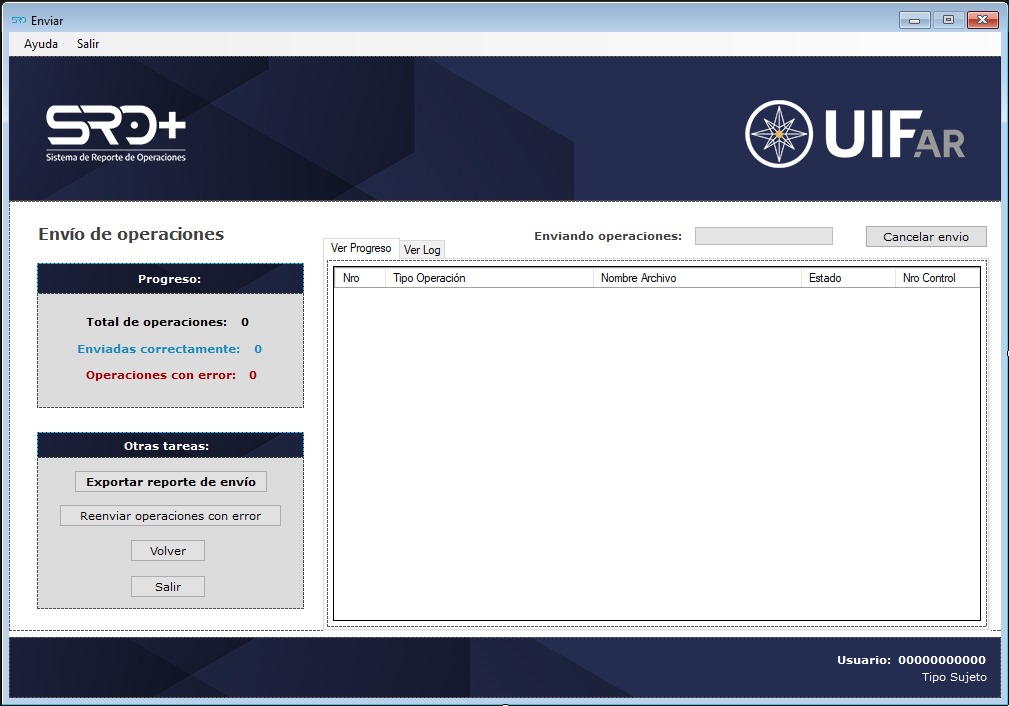 SRO Enviar
Ayuda Salir
SRO+
Sistema de Reporte de Operaciones
UIF.AR
Envío de operaciones
Enviando operaciones:
Cancelar envio
Ver Progreso Ver Log
Progreso:
Total de operaciones: 0
Enviadas correctamente: 0
Operaciones con error: 0
Otras tareas:
Exportar reporte de envío
Reenviar operaciones con error
Volver
Salir
Nro Tipo Operación Nombre Archivo Estado Nro Control
Usuario: 00000000000
Tipo Sujeto